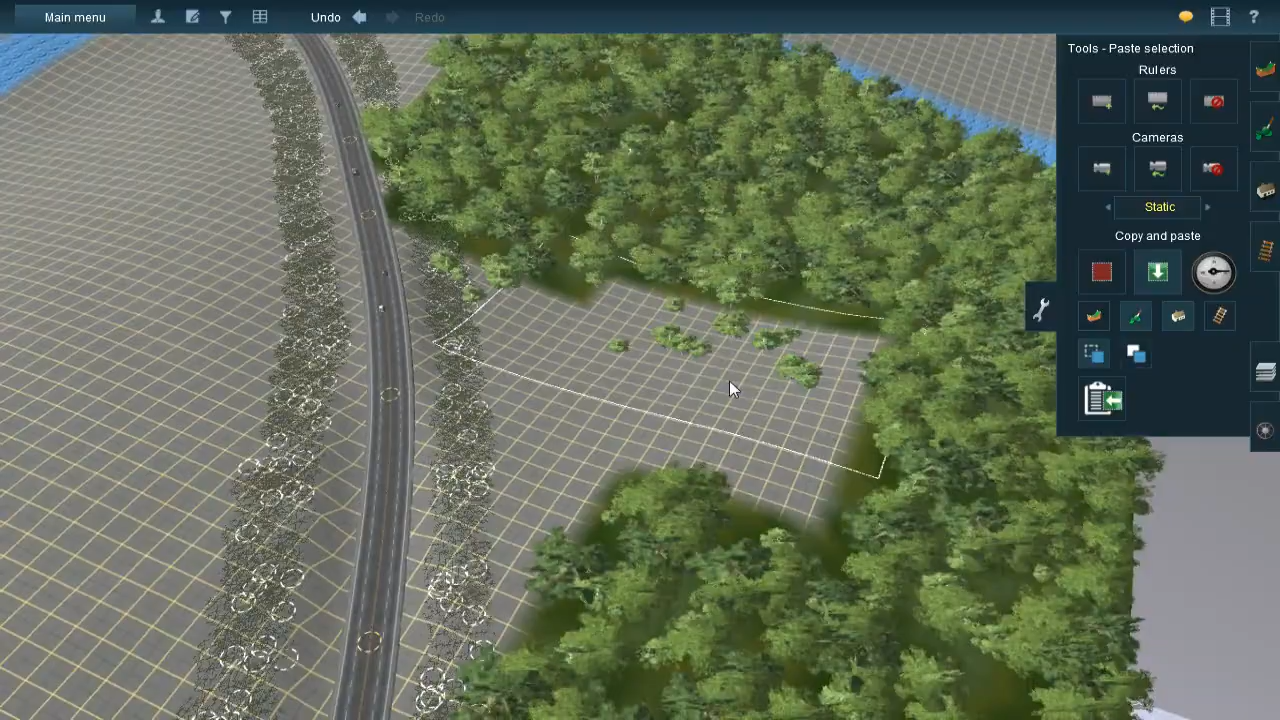 Main menu
Undo
Redo
?
Tools - Paste selection
Rulers
Cameras
Static
Copy and paste